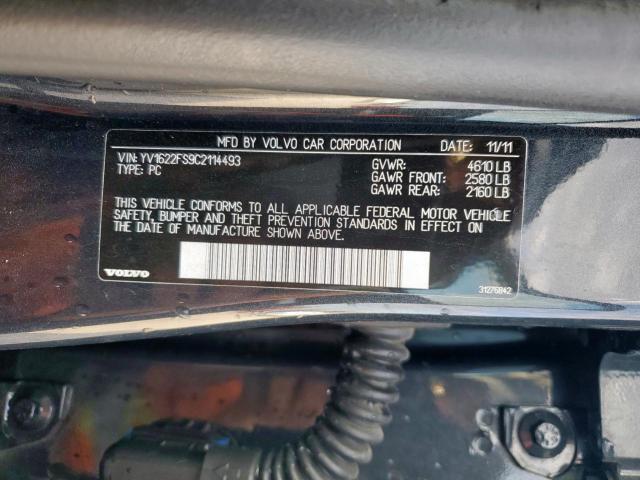 MFD BY VOLVO CAR CORPORATION DATE: 11/11
VIN: YV1622FS9C2114493 GVWR: 4610 LB
TYPE: PC GAWR FRONT: 2580 LB
GAWR REAR: 2160 LB
THIS VEHICLE CONFORMS TO ALL APPLICABLE FEDERAL MOTOR VEHICLE
SAFETY, BUMPER AND THEFT PREVENTION STANDARDS IN EFFECT ON
THE DATE OF MANUFACTURE SHOWN ABOVE.
VOLVO 31276842